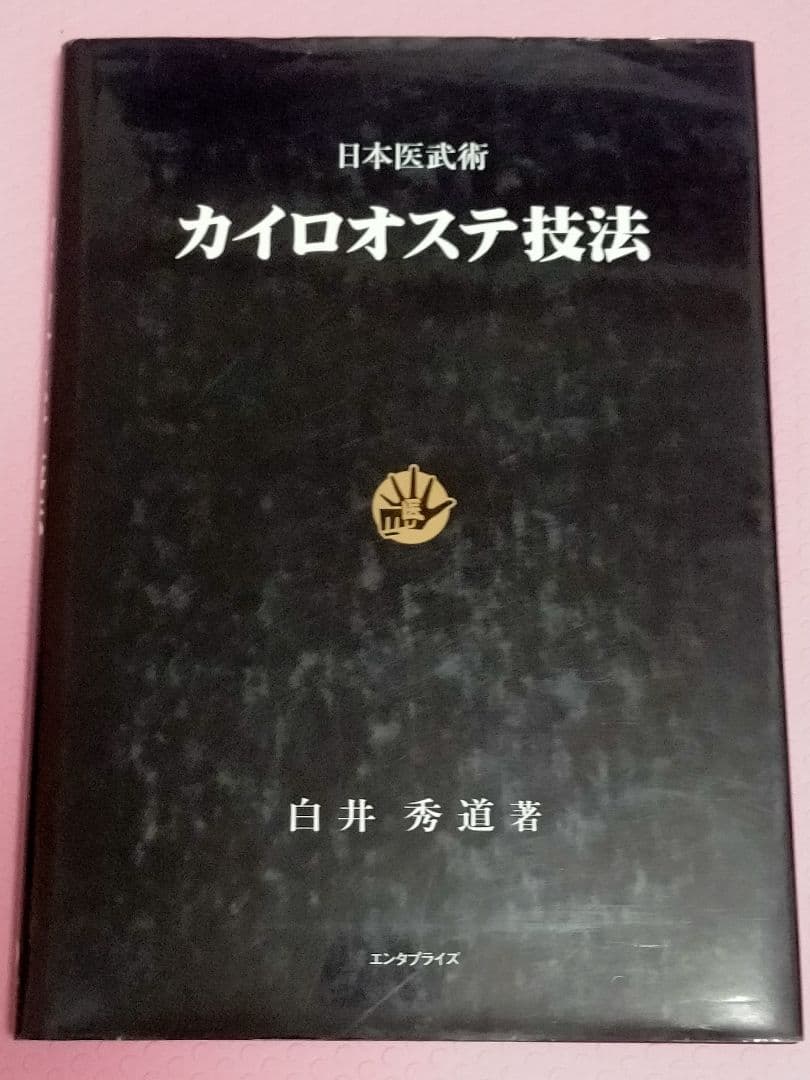 日本医武術
カイロオステ技法
医
白井 秀道著
エンタプライズ